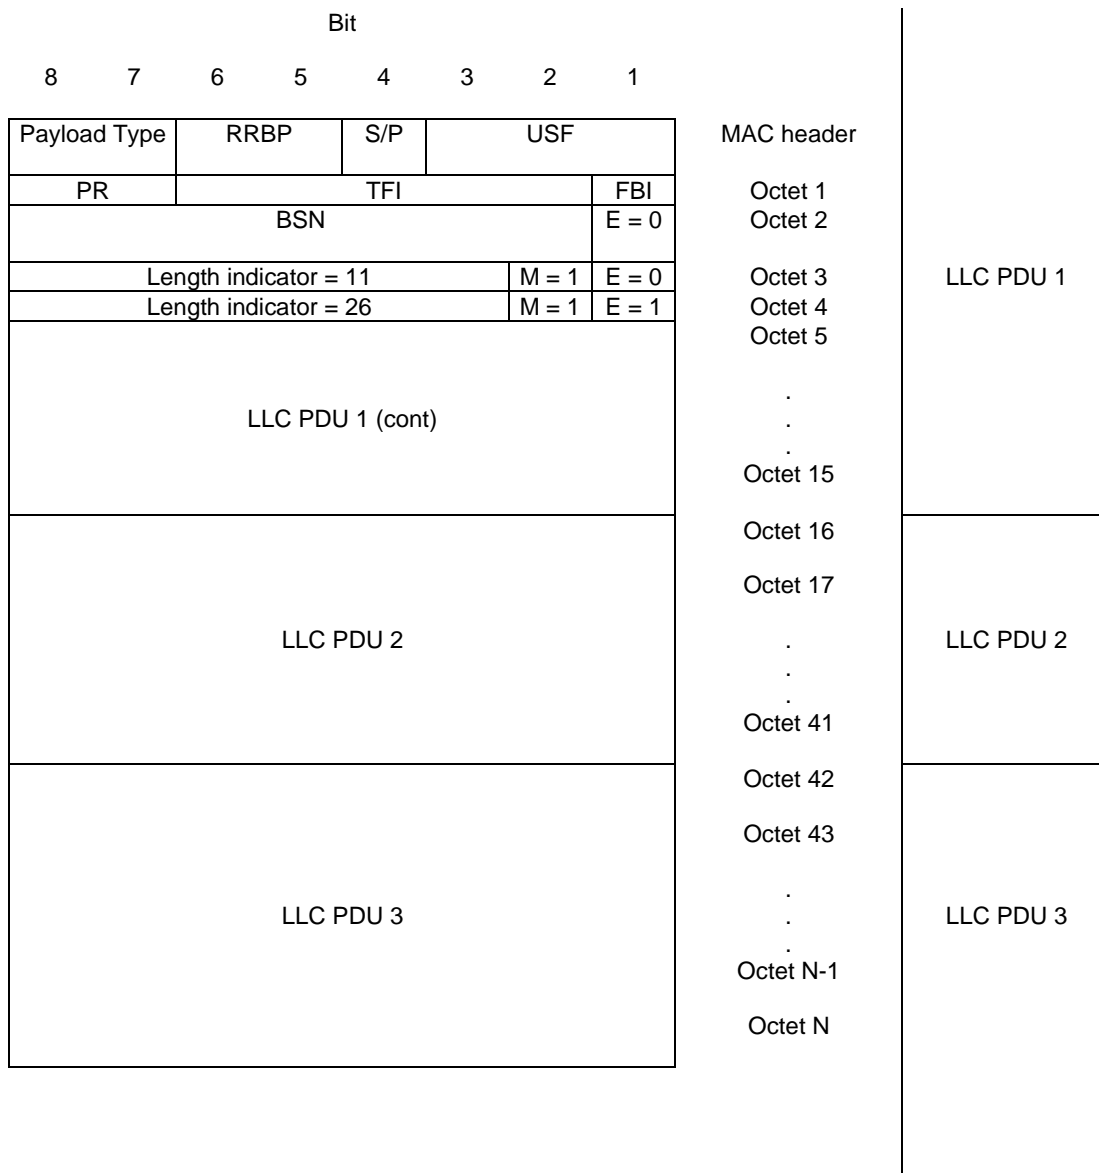 Bit
8 7 6 5 4 3 2 1
Payload Type RRBP S/P USF MAC header
PR TFI FBI Octet 1
BSN E = 0 Octet 2
Length indicator = 11 M = 1 E = 0 Octet 3 LLC PDU 1
Length indicator = 26 M = 1 E = 1 Octet 4
Octet 5
.
LLC PDU 1 (cont) .
.
Octet 15
Octet 16
Octet 17
LLC PDU 2 . LLC PDU 2
.
.
Octet 41
Octet 42
Octet 43
.
LLC PDU 3 . LLC PDU 3
.
Octet N-1
Octet N